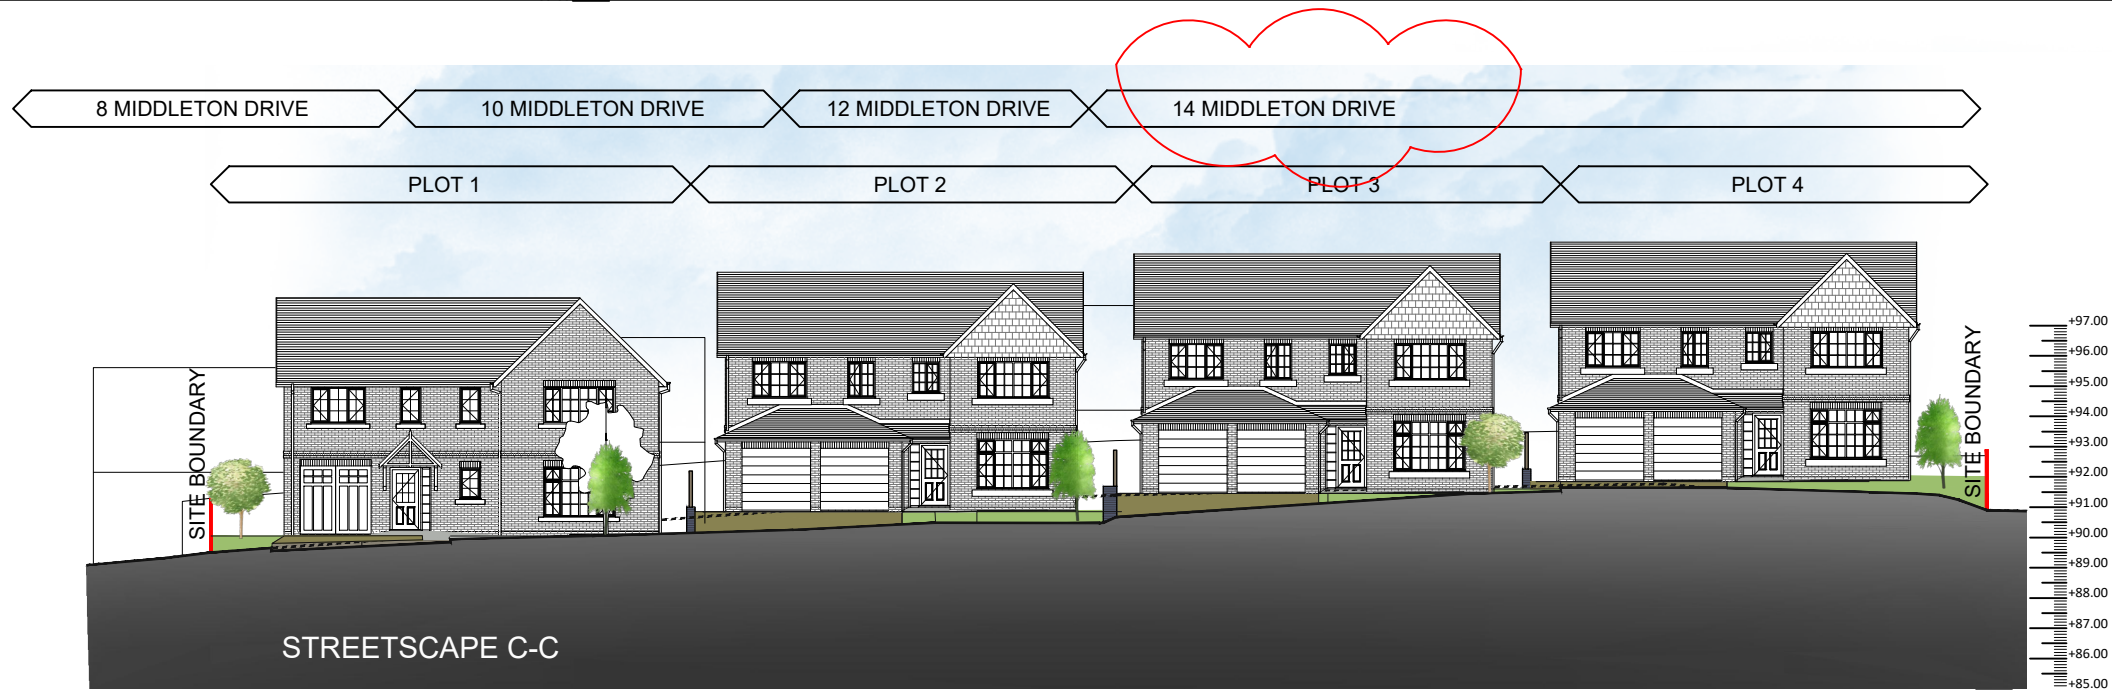 8 MIDDLETON DRIVE
10 MIDDLETON DRIVE
12 MIDDLETON DRIVE
14 MIDDLETON DRIVE
PLOT 1
PLOT 2
PLOT 3
PLOT 4
SITE BOUNDARY
SITE BOUNDARY
+97.00
+96.00
+95.00
+94.00
+93.00
+92.00
+91.00
+90.00
+89.00
+88.00
+87.00
+86.00
+85.00
STREETSCAPE C-C